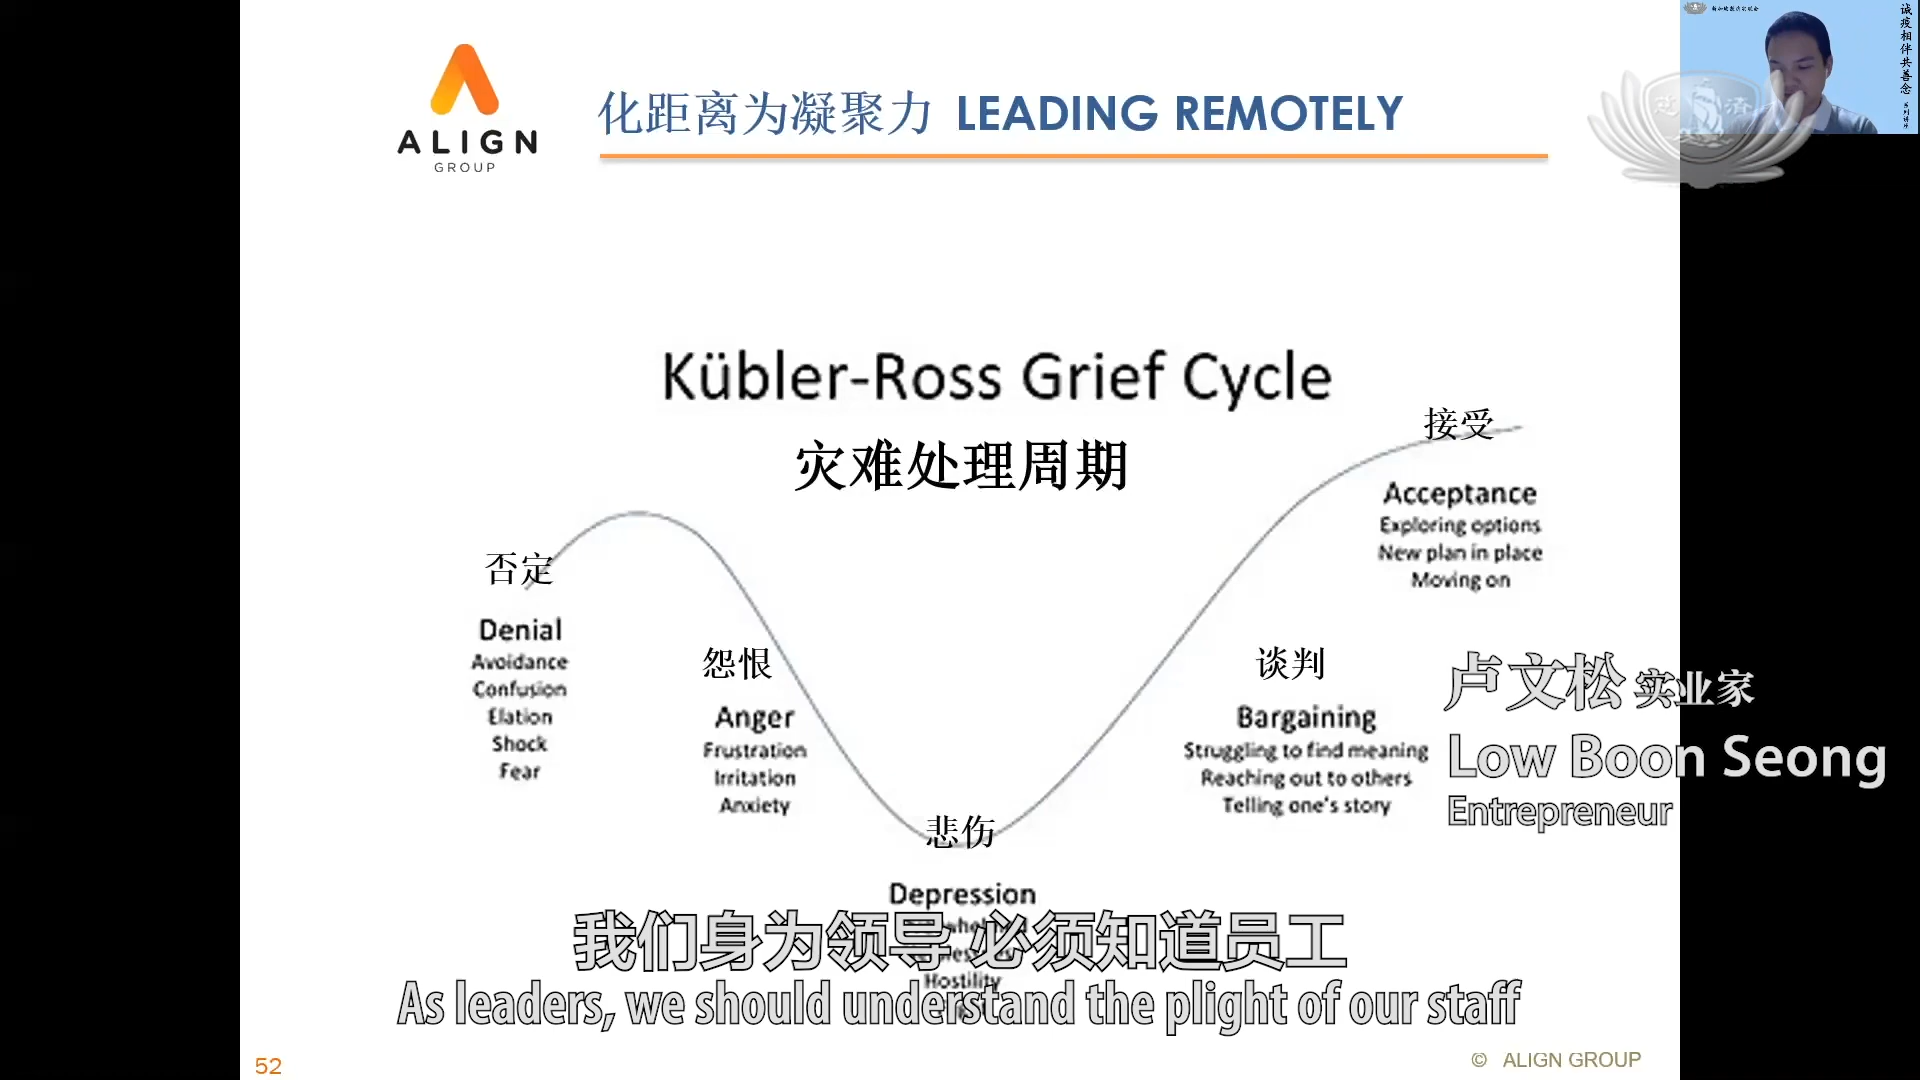 ALIGN
GROUP
化距离为凝聚力 LEADING REMOTELY
诚疫相伴共善念
Kübler-Ross Grief Cycle
灾难处理周期
接受
Acceptance
Exploring options
New plan in place
Moving on
否定
Denial
Avoidance
Confusion
Elation
Shock
Fear
怨恨
Anger
Frustration
Irritation
Anxiety
谈判
Bargaining
Struggling to find meaning
Reaching out to others
Telling one's story
悲伤
Depression
Hostility
卢文松 实业家
Low Boon Seong
Entrepreneur
我们身为领导 必须知道员工
As leaders, we should understand the plight of our staff
52
© ALIGN GROUP